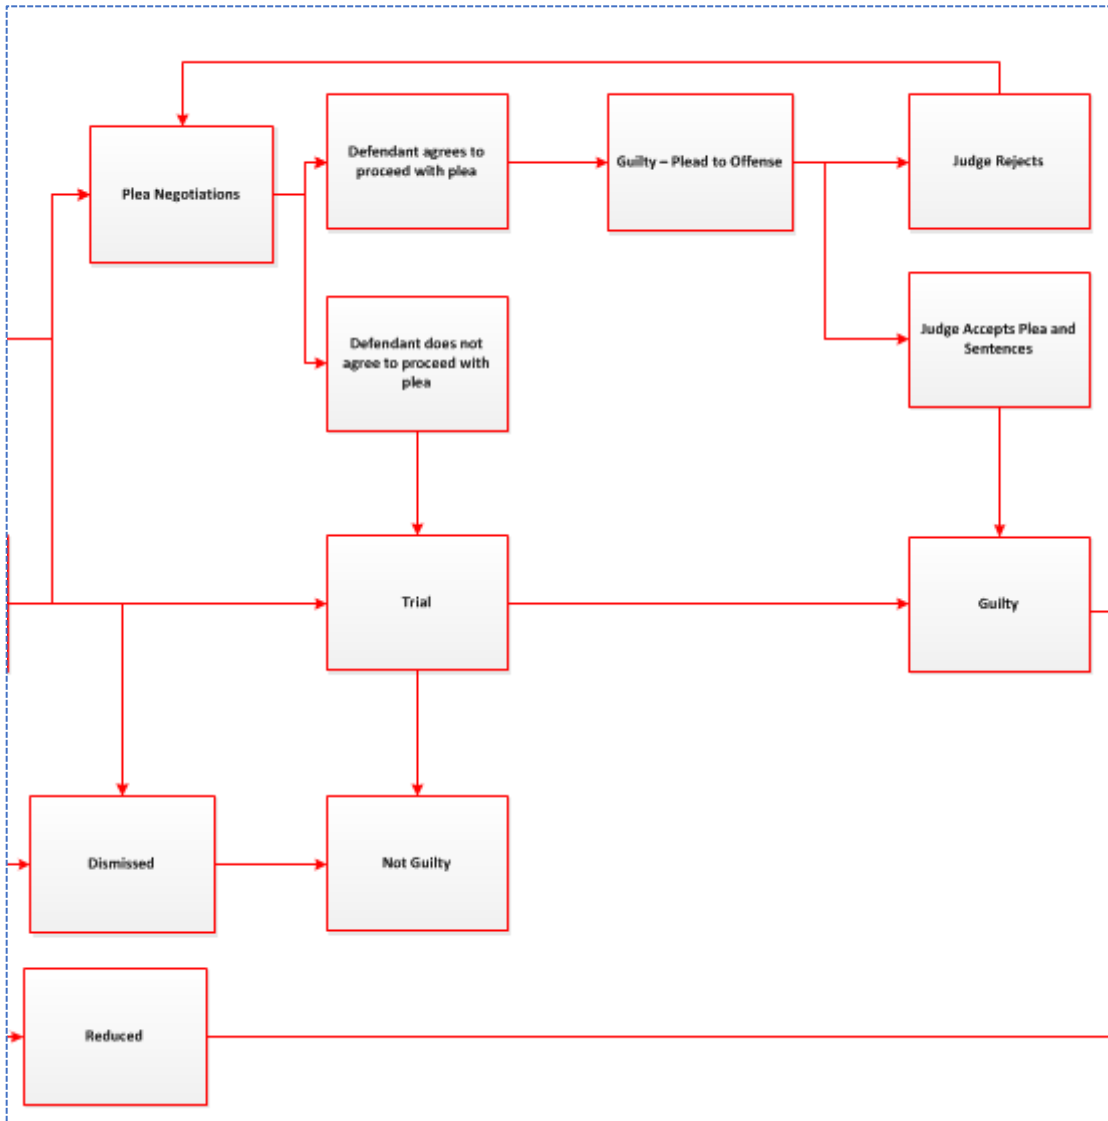 Plea Negotiations
Defendant agrees to
proceed with plea
Guilty – Plead to Offense
Judge Rejects
Defendant does not
agree to proceed with
plea
Judge Accepts Plea and
Sentences
Trial
Guilty
Dismissed
Not Guilty
Reduced